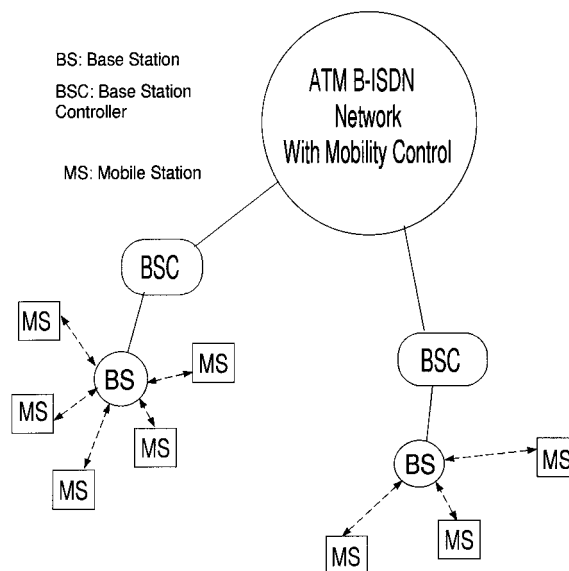 BS: Base Station
BSC: Base Station
Controller
MS: Mobile Station
ATM B-ISDN
Network
With Mobility Control
BSC
MS
MS
BS
MS
MS
MS
BSC
BS
MS
MS
MS